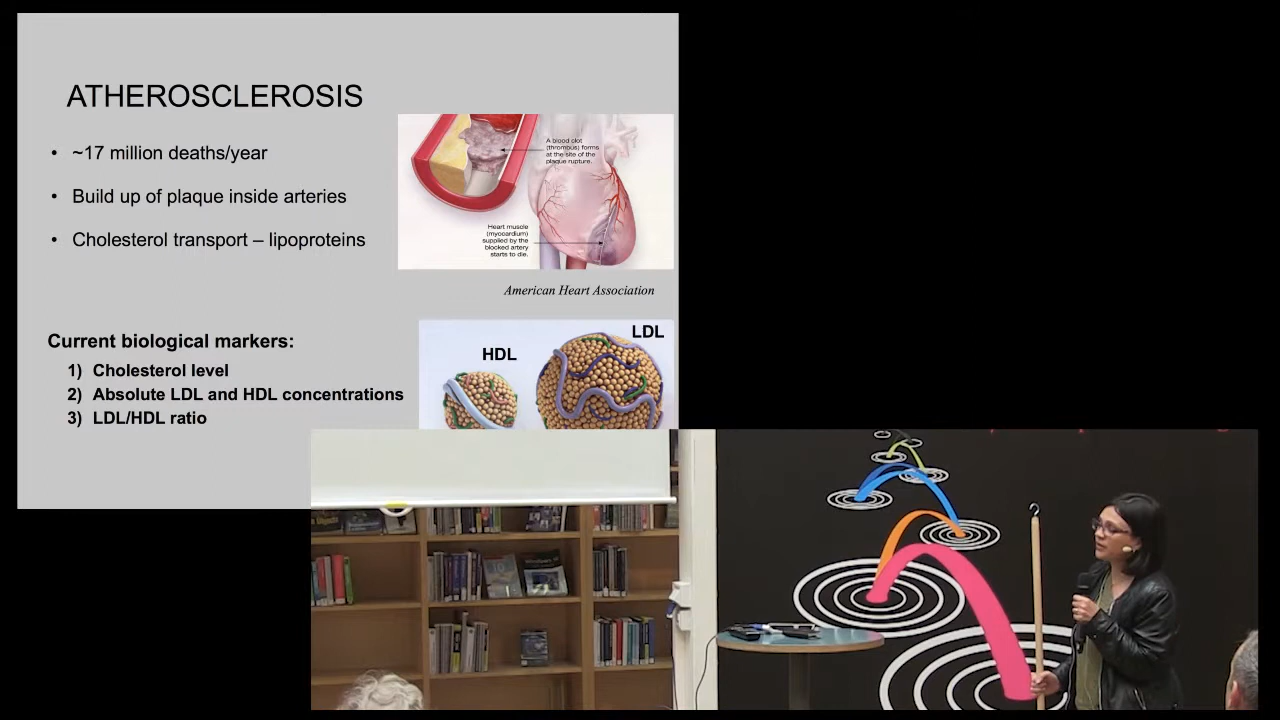 ATHEROSCLEROSIS
• ~17 million deaths/year
• Build up of plaque inside arteries
• Cholesterol transport – lipoproteins
A blood clot
(thrombus) forms
at the site of the
plaque rupture.
Heart muscle
(myocardium)
supplied by the
blocked artery
starts to die.
American Heart Association
Current biological markers:
1) Cholesterol level
2) Absolute LDL and HDL concentrations
3) LDL/HDL ratio
HDL
LDL